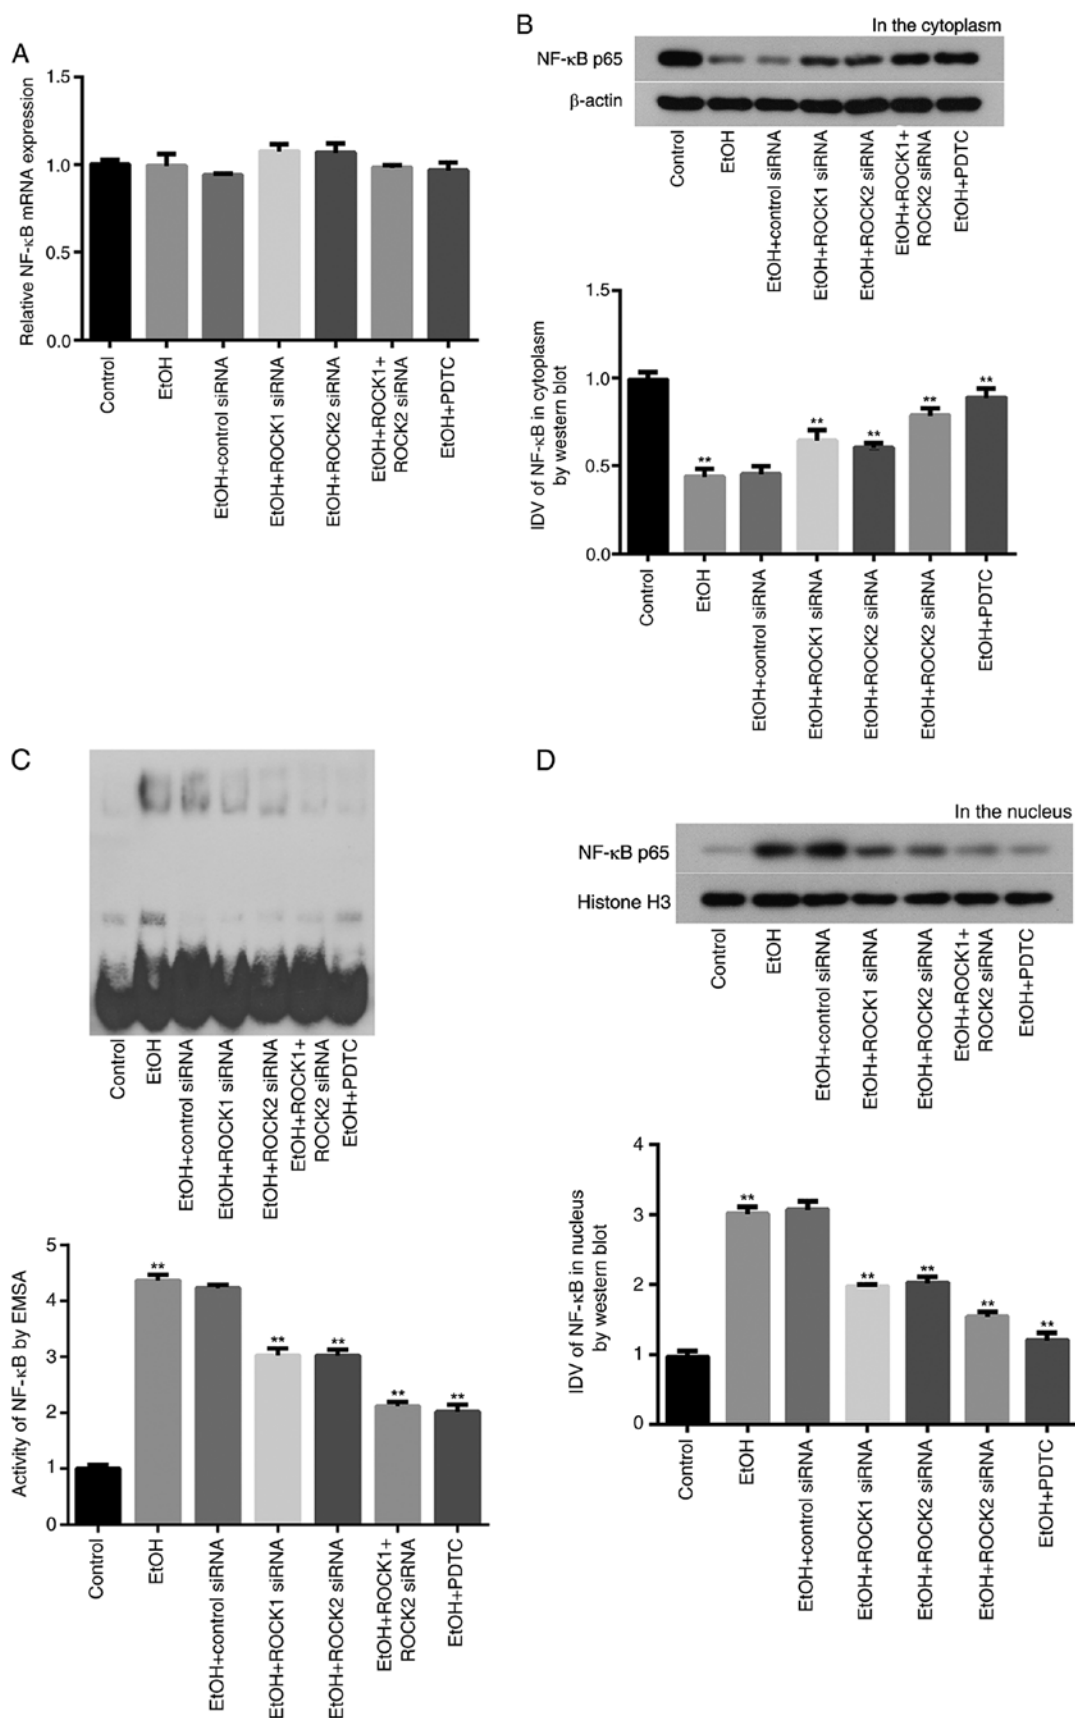 A
Relative NF-κB mRNA expression
1.5
1.0
0.5
0.0
Control
EtOH
EtOH+control siRNA
EtOH+ROCK1 siRNA
EtOH+ROCK2 siRNA
EtOH+ROCK1+
ROCK2 siRNA
EtOH+PDTC
B
In the cytoplasm
NF-κB p65
β-actin
Control
EtOH
EtOH+control siRNA
EtOH+ROCK1 siRNA
EtOH+ROCK2 siRNA
EtOH+ROCK1+
ROCK2 siRNA
EtOH+PDTC
IDV of NF-κB in cytoplasm
by western blot
1.5
1.0
0.5
0.0
**
**
**
**
**
Control
EtOH
EtOH+control siRNA
EtOH+ROCK1 siRNA
EtOH+ROCK2 siRNA
EtOH+ROCK2 siRNA
EtOH+PDTC
C
Control
EtOH
EtOH+control siRNA
EtOH+ROCK1 siRNA
EtOH+ROCK2 siRNA
EtOH+ROCK1+
ROCK2 siRNA
EtOH+PDTC
Activity of NF-κB by EMSA
5
4
3
2
1
0
**
**
**
**
**
Control
EtOH
EtOH+control siRNA
EtOH+ROCK1 siRNA
EtOH+ROCK2 siRNA
EtOH+ROCK1+
ROCK2 siRNA
EtOH+PDTC
D
In the nucleus
NF-κB p65
Histone H3
Control
EtOH
EtOH+control siRNA
EtOH+ROCK1 siRNA
EtOH+ROCK2 siRNA
EtOH+ROCK1+
ROCK2 siRNA
EtOH+PDTC
IDV of NF-κB in nucleus
by western blot
4
3
2
1
0
**
**
**
**
**
Control
EtOH
EtOH+control siRNA
EtOH+ROCK1 siRNA
EtOH+ROCK2 siRNA
EtOH+ROCK2 siRNA
EtOH+PDTC